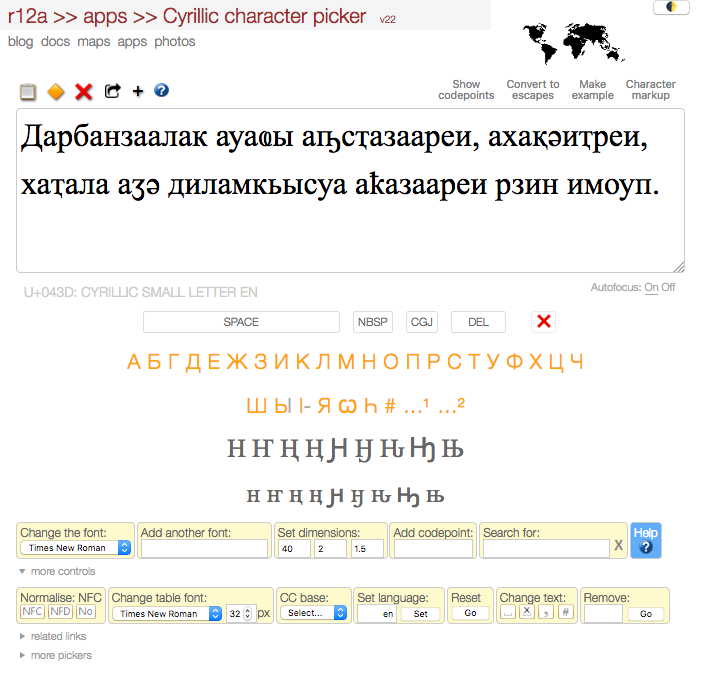 r12a >> apps >> Cyrillic character picker v22
blog docs maps apps photos
Show codepoints
Convert to escapes
Make example
Character markup
Дарбанзаалак ауаҩы аҧстазаареи, ахақәиҭреи,
хаҭала аӡә диламкьысуа аҟазаареи рзин имоуп.
U+043D: CYRILLIC SMALL LETTER EN
Autofocus: On Off
SPACE NBSP CGJ DEL
А Б Г Д Е Ж З И К Л М Н О П Р С Т У Ф Х Ц Ч
Ш Ы І- Я Ѡ Һ # ...¹ ...²
Н Ҥ Ң Ӊ Ԩ Ӈ Ԣ Ԋ Њ
н ҥ ң ӊ ԩ ӈ ԣ ԋ њ
Change the font: Add another font: Set dimensions: Add codepoint: Search for: Help
Times New Roman 40 2 1.5 X ?
more controls
Normalise: NFC Change table font: CC base: Set language: Reset Change text: Remove:
NFC NFD No Times New Roman 32 px Select... en Set Go Go
related links
more pickers